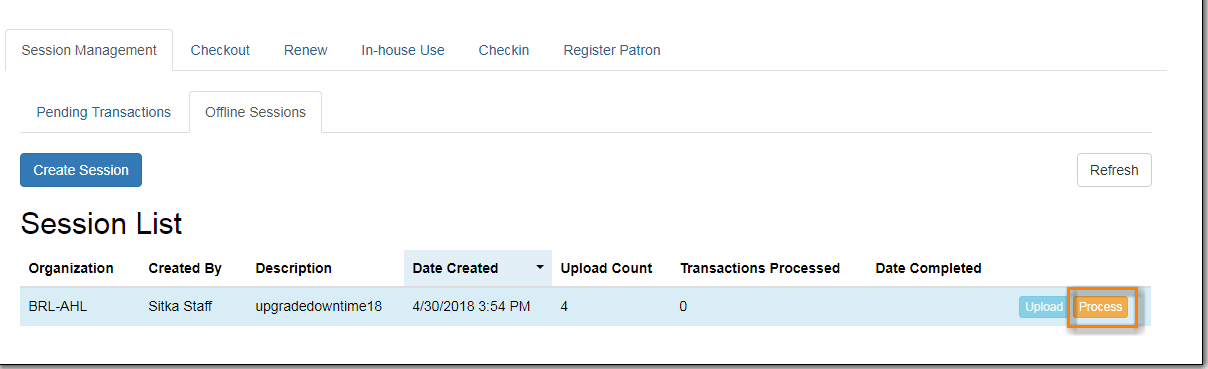 Session Management Checkout Renew In-house Use Checkin Register Patron
Pending Transactions Offline Sessions
Create Session Refresh
Session List
Organization Created By Description Date Created Upload Count Transactions Processed Date Completed
BRL-AHL Sitka Staff upgradedowntime18 4/30/2018 3:54 PM 4 0 Upload Process